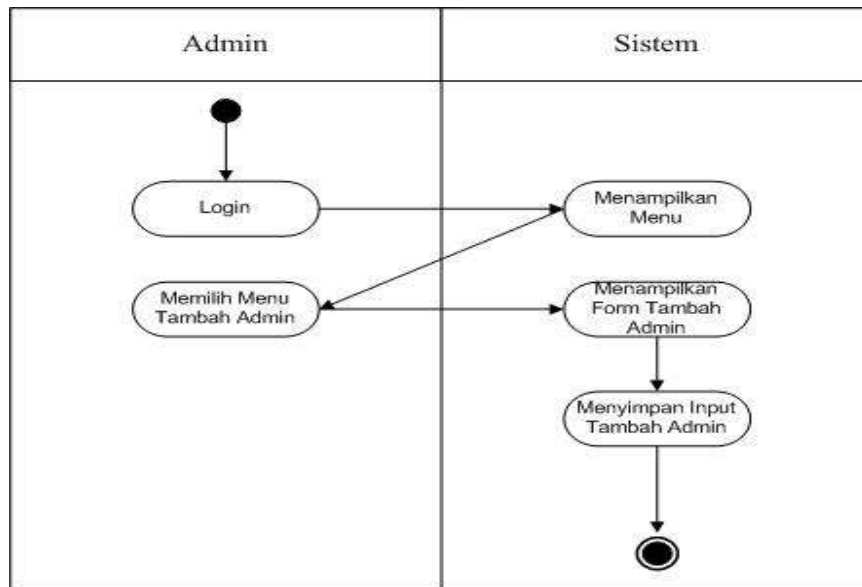 Admin
Sistem
Login
Menampilkan
Menu
Memilih Menu
Tambah Admin
Menampilkan
Form Tambah
Admin
Menyimpan Input
Tambah Admin